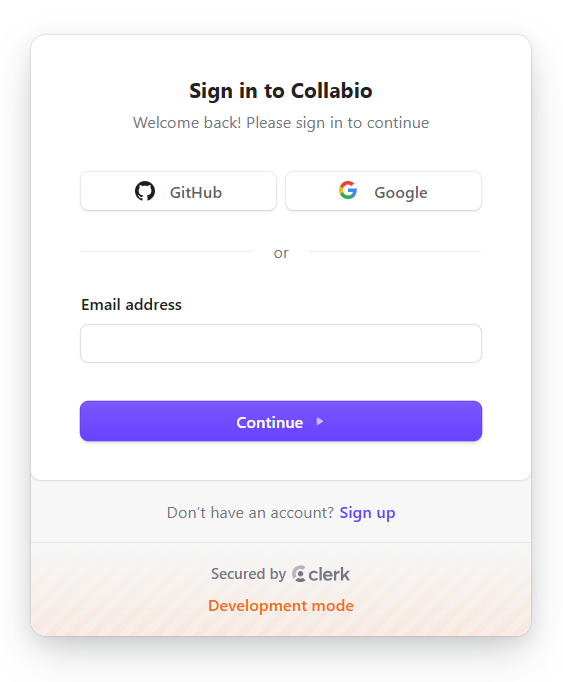 Sign in to Collabio
Welcome back! Please sign in to continue
GitHub
Google
or
Email address
Continue
Don’t have an account? Sign up
Secured by clerk
Development mode